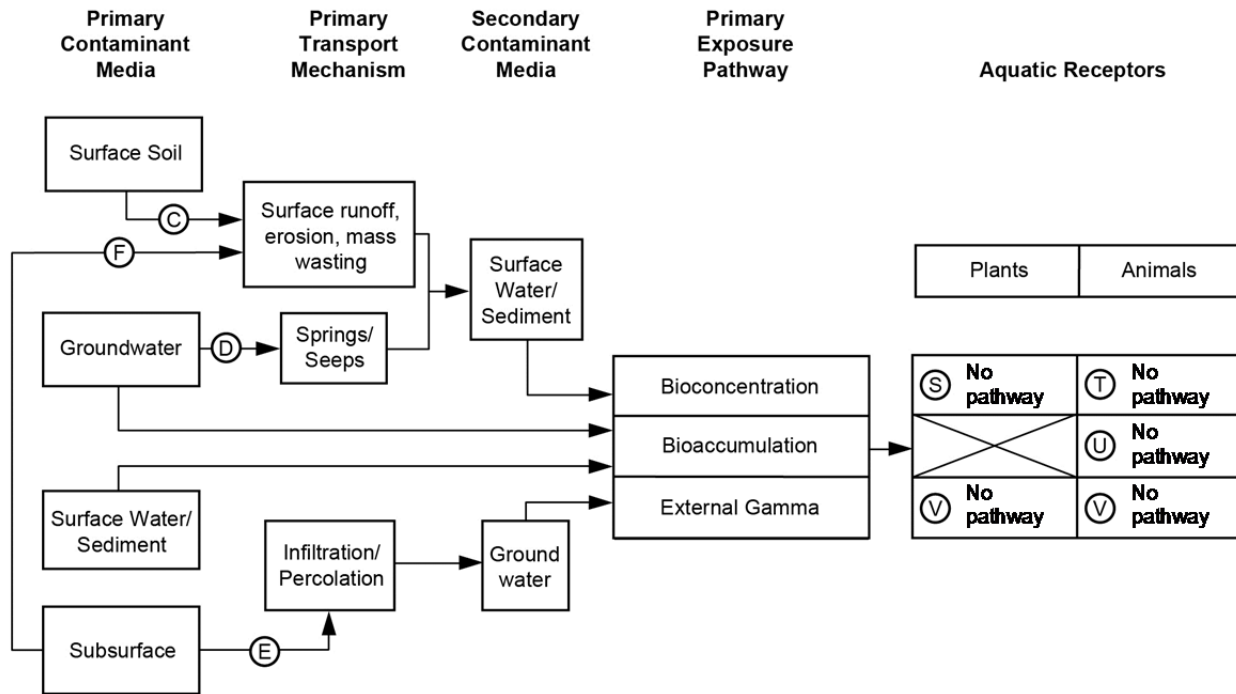 Primary
Contaminant
Media
Primary
Transport
Mechanism
Secondary
Contaminant
Media
Primary
Exposure
Pathway
Aquatic Receptors
Surface Soil
C
F
Surface runoff,
erosion, mass
wasting
Surface
Water/
Sediment
Plants
Animals
Groundwater
D
Springs/
Seeps
Bioconcentration
S
No
pathway
T
No
pathway
Bioaccumulation
U
No
pathway
Surface Water/
Sediment
External Gamma
V
No
pathway
V
No
pathway
Infiltration/
Percolation
Ground
water
Subsurface
E